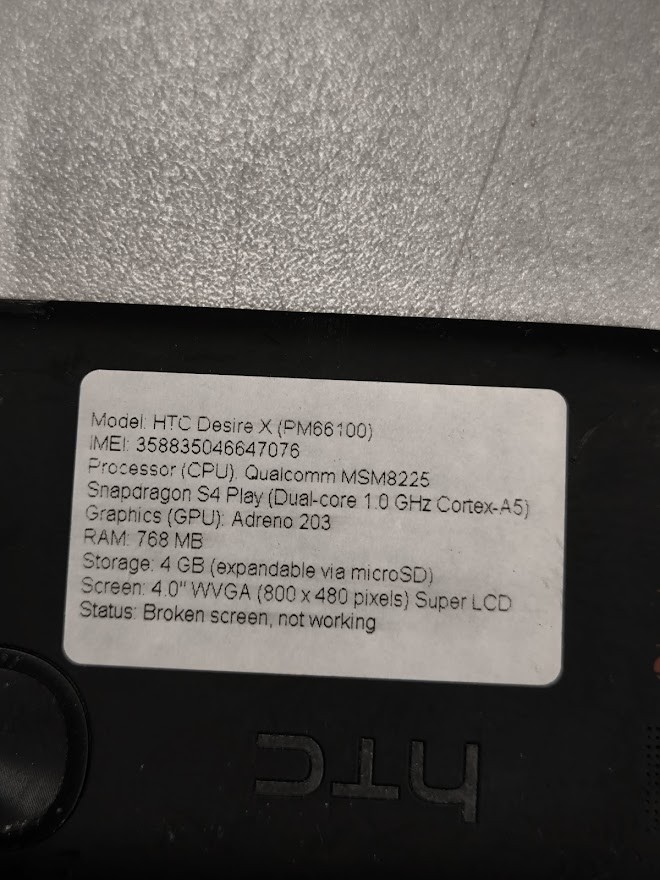 Model: HTC Desire X (PM66100)
IMEI: 358835046647076
Processor (CPU): Qualcomm MSM8225
Snapdragon S4 Play (Dual-core 1.0 GHz Cortex-A5)
Graphics (GPU): Adreno 203
RAM: 768 MB
Storage: 4 GB (expandable via microSD)
Screen: 4.0" WVGA (800 x 480 pixels) Super LCD
Status: Broken screen, not working
hTC